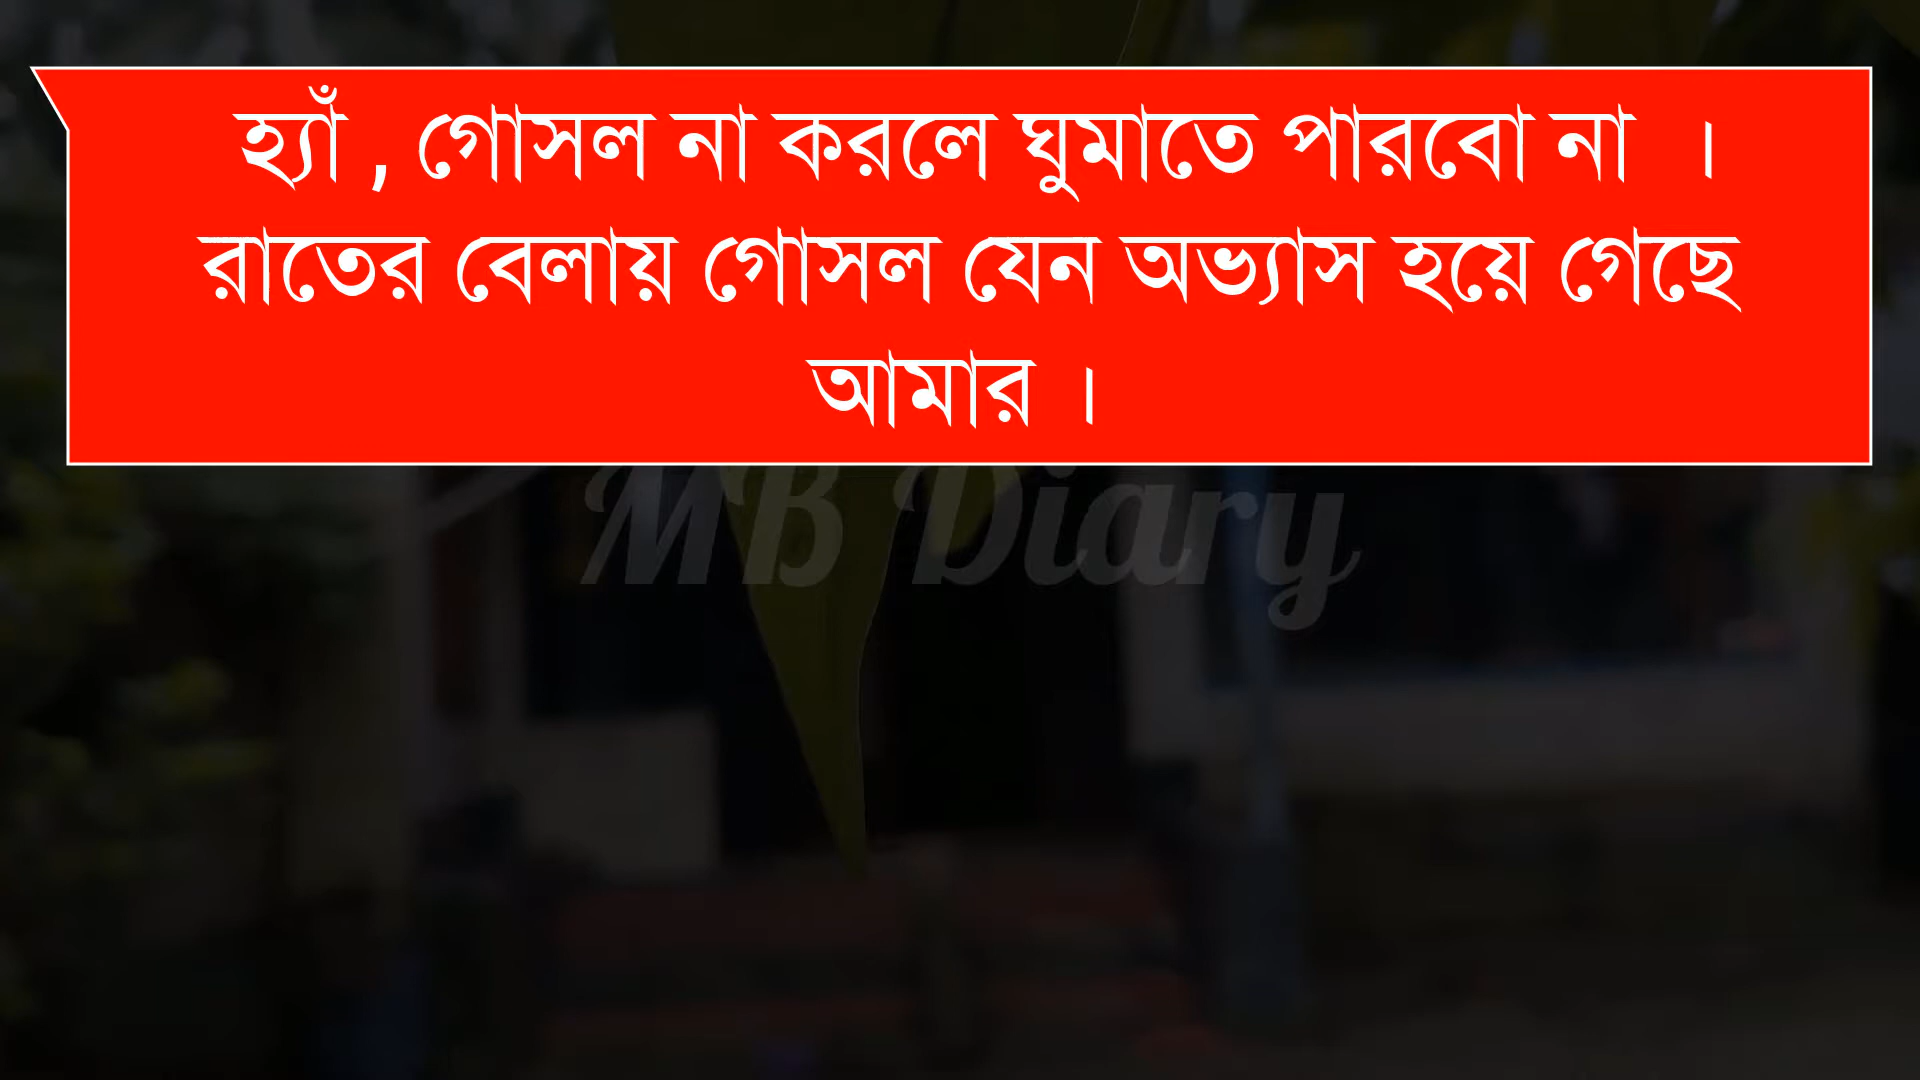 হ্যাঁ , গোসল না করলে ঘুমাতে পারবো না ।
রাতের বেলায় গোসল যেন অভ্যাস হয়ে গেছে
আমার ।
MB Diary